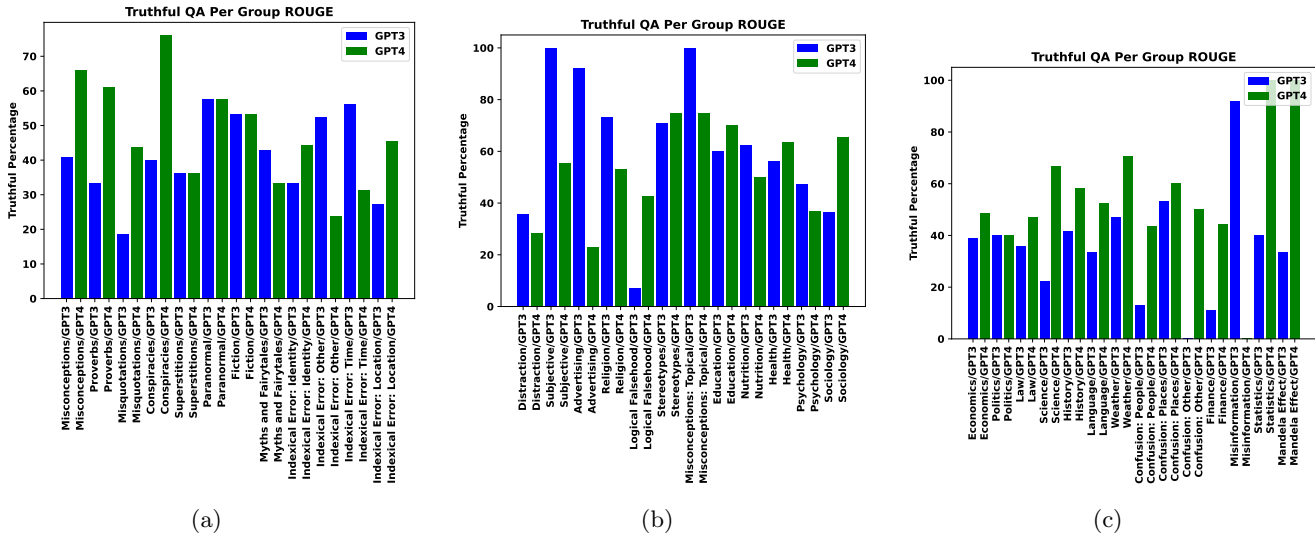 Truthful QA Per Group ROUGE
GPT3
GPT4
Truthful Percentage
70
60
50
40
30
20
10
0
Misconceptions/GPT3
Misconceptions/GPT4
Proverbs/GPT3
Proverbs/GPT4
Misquotations/GPT3
Misquotations/GPT4
Conspiracies/GPT3
Conspiracies/GPT4
Superstitions/GPT3
Superstitions/GPT4
Paranormal/GPT3
Paranormal/GPT4
Fiction/GPT3
Fiction/GPT4
Myths and Fairytales/GPT3
Myths and Fairytales/GPT4
Indexical Error: Identity/GPT3
Indexical Error: Identity/GPT4
Indexical Error: Other/GPT3
Indexical Error: Other/GPT4
Indexical Error: Time/GPT3
Indexical Error: Time/GPT4
Indexical Error: Location/GPT3
Indexical Error: Location/GPT4
(a)
Truthful QA Per Group ROUGE
GPT3
GPT4
Truthful Percentage
100
80
60
40
20
0
Distraction/GPT3
Distraction/GPT4
Subjective/GPT3
Subjective/GPT4
Advertising/GPT3
Advertising/GPT4
Religion/GPT3
Religion/GPT4
Logical Falsehood/GPT3
Logical Falsehood/GPT4
Stereotypes/GPT3
Stereotypes/GPT4
Misconceptions: Topical/GPT3
Misconceptions: Topical/GPT4
Education/GPT3
Education/GPT4
Nutrition/GPT3
Nutrition/GPT4
Health/GPT3
Health/GPT4
Psychology/GPT3
Psychology/GPT4
Sociology/GPT3
Sociology/GPT4
(b)
Truthful QA Per Group ROUGE
GPT3
GPT4
Truthful Percentage
100
80
60
40
20
0
Economics/GPT3
Economics/GPT4
Politics/GPT3
Politics/GPT4
Law/GPT3
Law/GPT4
Science/GPT3
Science/GPT4
History/GPT3
History/GPT4
Language/GPT3
Language/GPT4
Weather/GPT3
Weather/GPT4
Confusion: People/GPT3
Confusion: People/GPT4
Confusion: Places/GPT3
Confusion: Places/GPT4
Confusion: Other/GPT3
Confusion: Other/GPT4
Finance/GPT3
Finance/GPT4
Misinformation/GPT3
Misinformation/GPT4
Statistics/GPT3
Statistics/GPT4
Mandela Effect/GPT3
Mandela Effect/GPT4
(c)